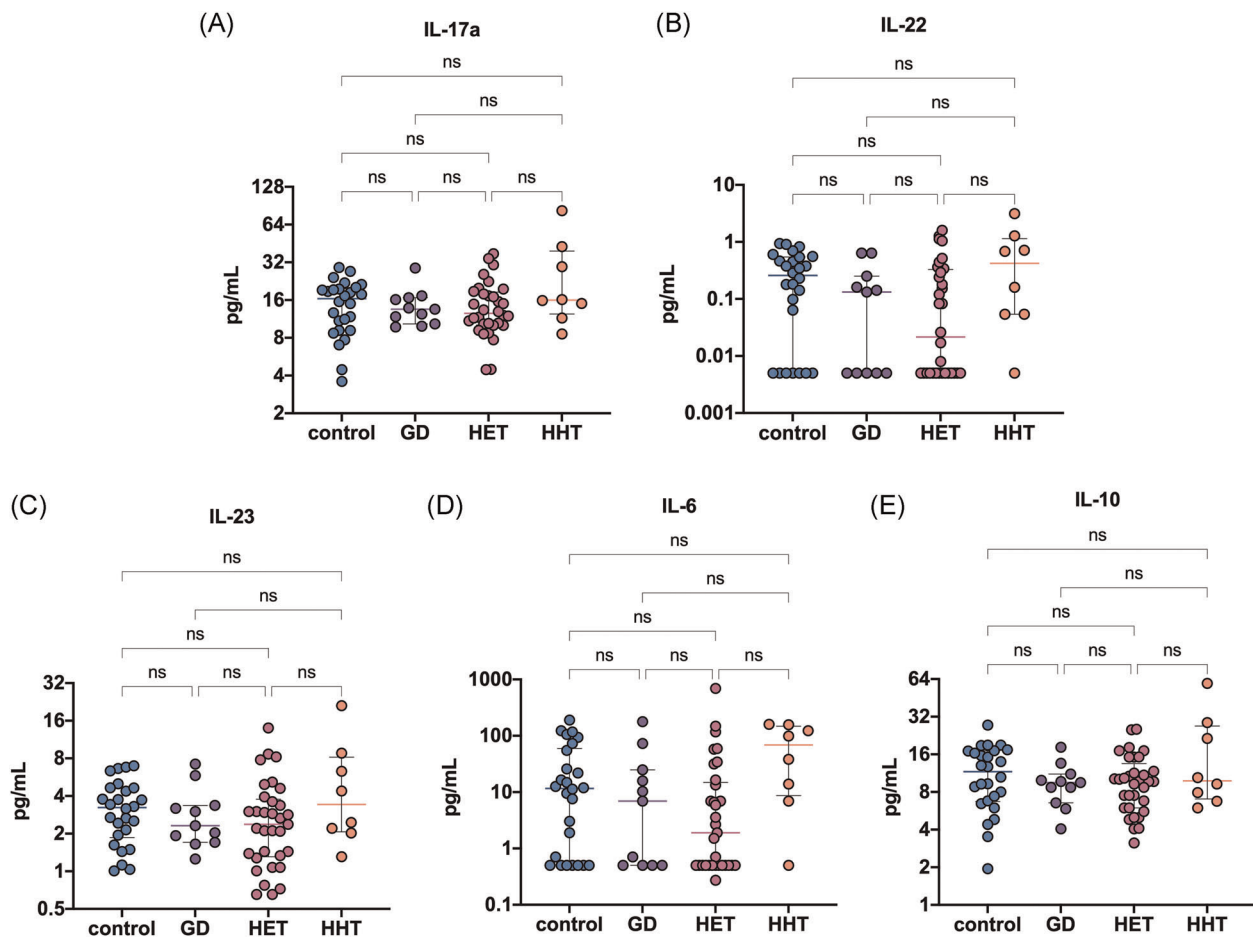 (A)
IL-17a
ns
ns
ns
ns ns ns
pg/mL
128
64
32
16
8
4
2
control GD HET HHT
(B)
IL-22
ns
ns
ns
ns ns ns
pg/mL
10
1
0.1
0.01
0.001
control GD HET HHT
(C)
IL-23
ns
ns
ns
ns ns ns
pg/mL
32
16
8
4
2
1
0.5
control GD HET HHT
(D)
IL-6
ns
ns
ns
ns ns ns
pg/mL
1000
100
10
1
0.1
control GD HET HHT
(E)
IL-10
ns
ns
ns
ns ns ns
pg/mL
64
32
16
8
4
2
1
control GD HET HHT